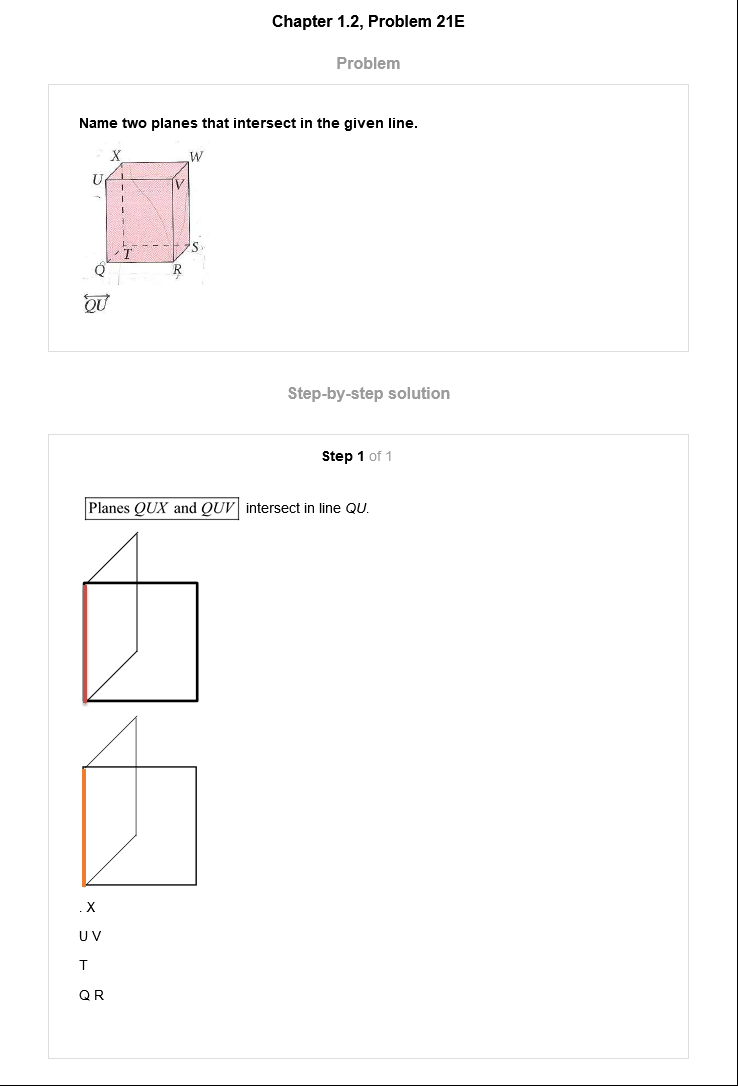 Chapter 1.2, Problem 21E
Problem
Name two planes that intersect in the given line.
X W
U V
T S
Q R
QU
Step-by-step solution
Step 1 of 1
Planes QUX and QUV intersect in line QU.
. X
U V
T
Q R